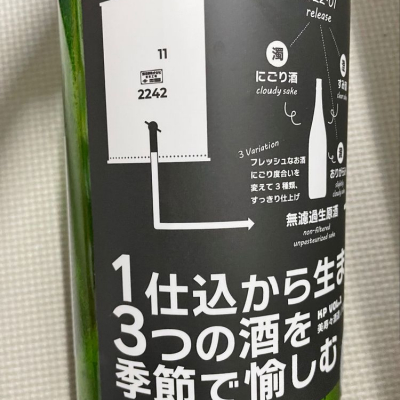 release
11
2242
濁
にごり酒
cloudy sake
3 Variation
フレッシュなお酒
にごり度合いを
変えて3種類、
すっきり仕上げ
無濾過生原酒
non-filtered
unpasteurized sake
1仕込から生ま
3つの酒を
季節で愉しむ
HP VOL.